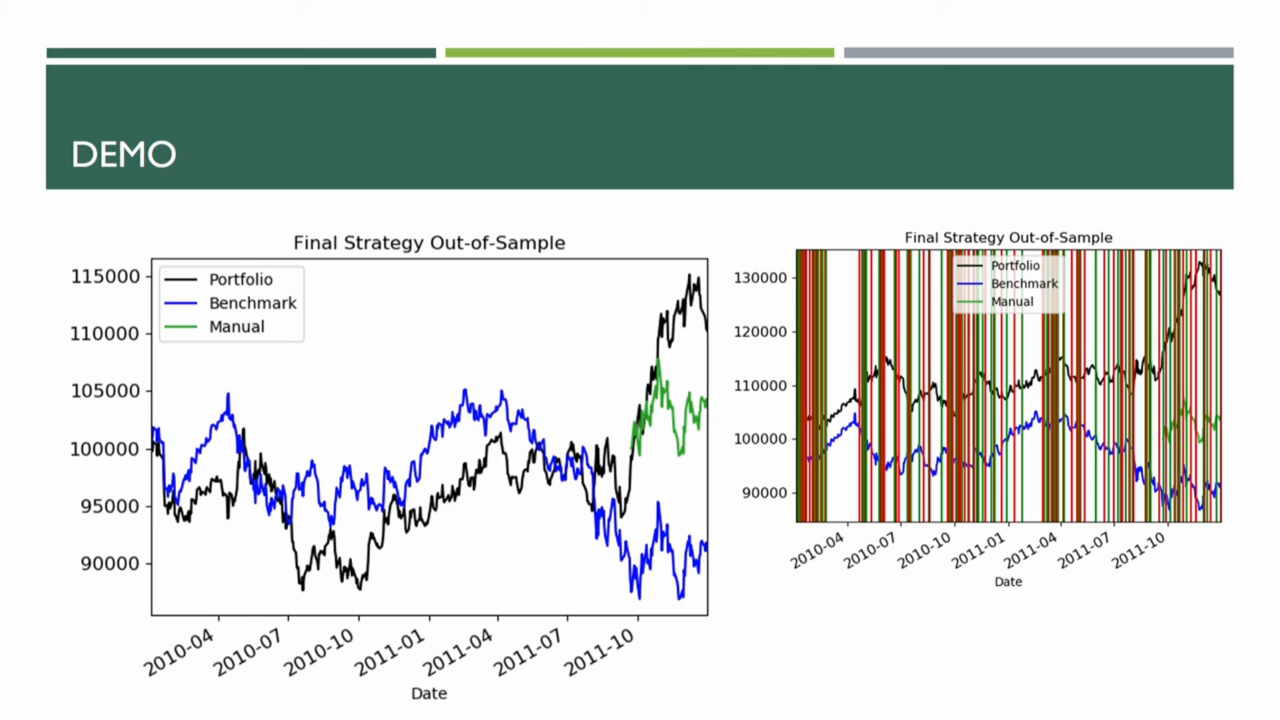 DEMO
Final Strategy Out-of-Sample
115000
110000
105000
100000
95000
90000
Portfolio
Benchmark
Manual
2010-04
2010-07
2010-10
2011-01
2011-04
2011-07
2011-10
Date
Final Strategy Out-of-Sample
130000
120000
110000
100000
90000
Portfolio
Benchmark
Manual
2010-04
2010-07
2010-10
2011-01
2011-04
2011-07
2011-10
Date